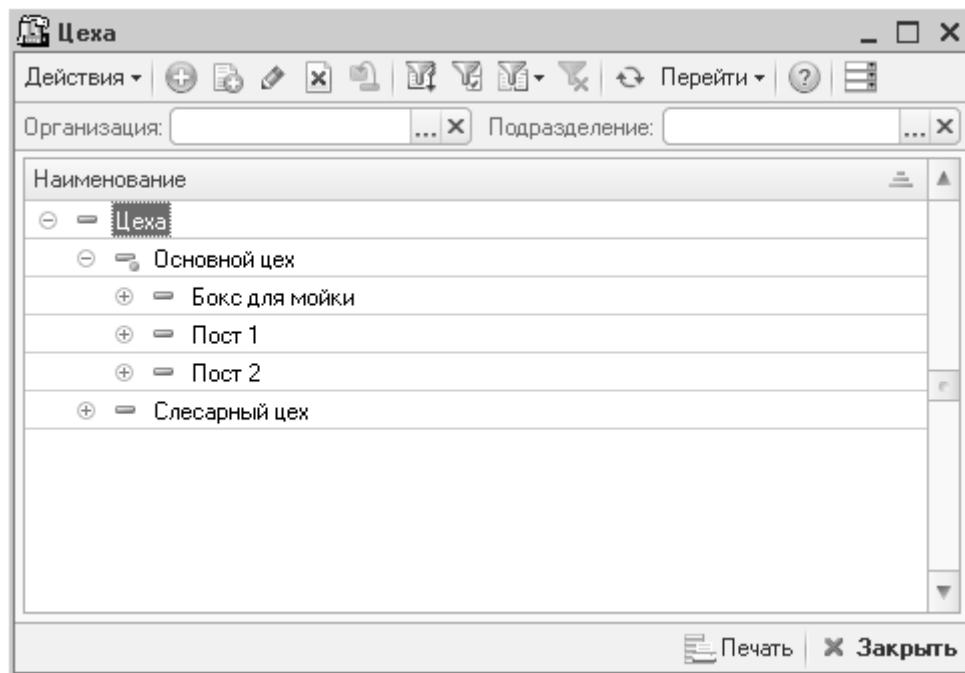 Цеха
Действия Перейти
Организация: ... Подразделение: ...
Наименование
Цеха
Основной цех
Бокс для мойки
Пост 1
Пост 2
Слесарный цех
Печать Закрыть